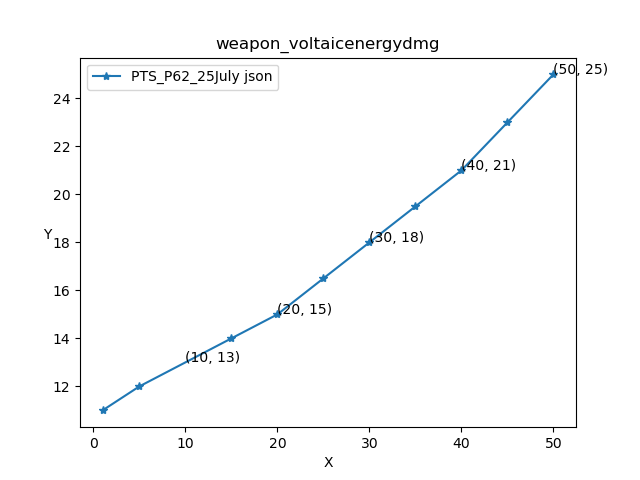 weapon_voltaicenergydmg
PTS_P62_25July json
(50, 25)
24
22
(40, 21)
20
Y
18
(30, 18)
16
(20, 15)
14
(10, 13)
12
0 10 20 30 40 50
X